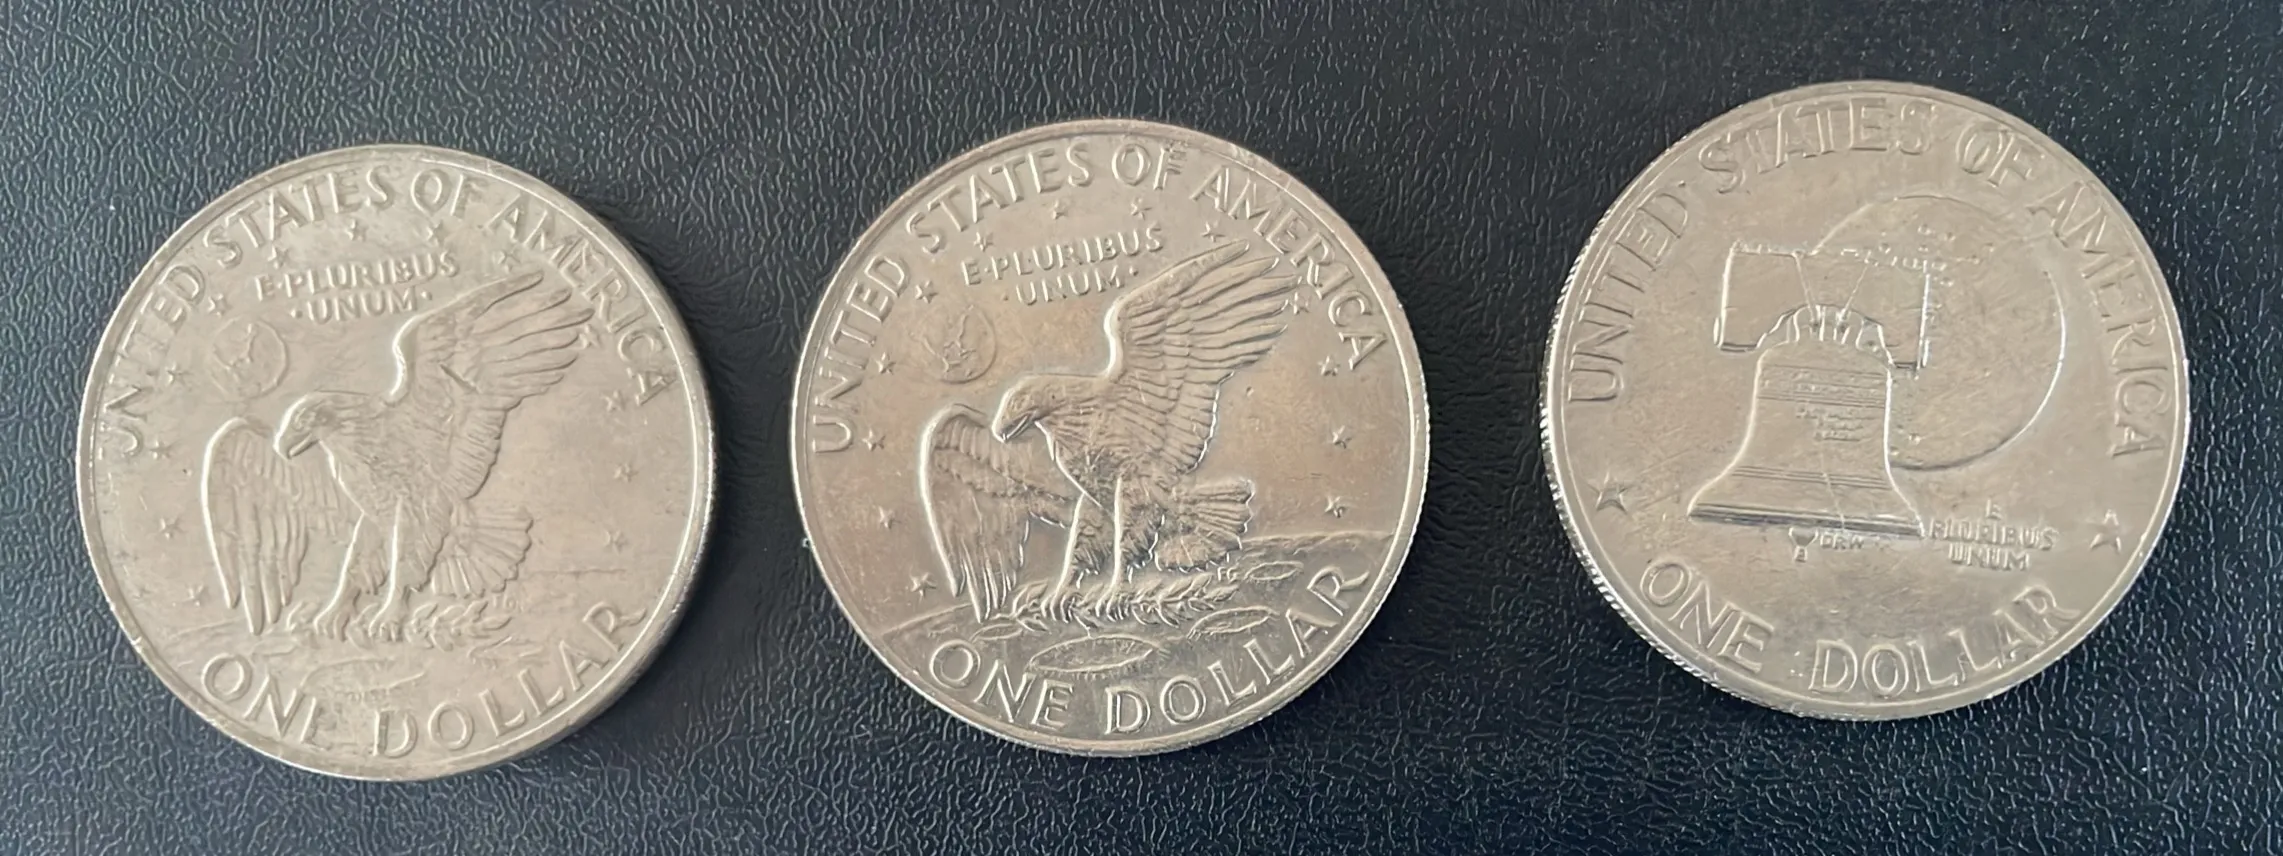 UNITED STATES OF AMERICA
E·PLURIBUS
·UNUM·
ONE DOLLAR
UNITED STATES OF AMERICA
E·PLURIBUS
·UNUM·
ONE DOLLAR
UNITED STATES OF AMERICA
E
PLURIBUS
UNUM
ONE DOLLAR